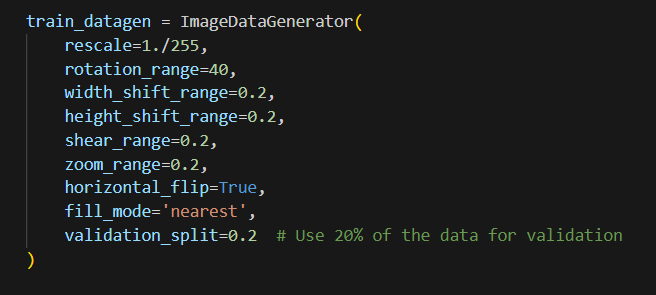 train_datagen = ImageDataGenerator(
    rescale=1./255,
    rotation_range=40,
    width_shift_range=0.2,
    height_shift_range=0.2,
    shear_range=0.2,
    zoom_range=0.2,
    horizontal_flip=True,
    fill_mode='nearest',
    validation_split=0.2  # Use 20% of the data for validation
)